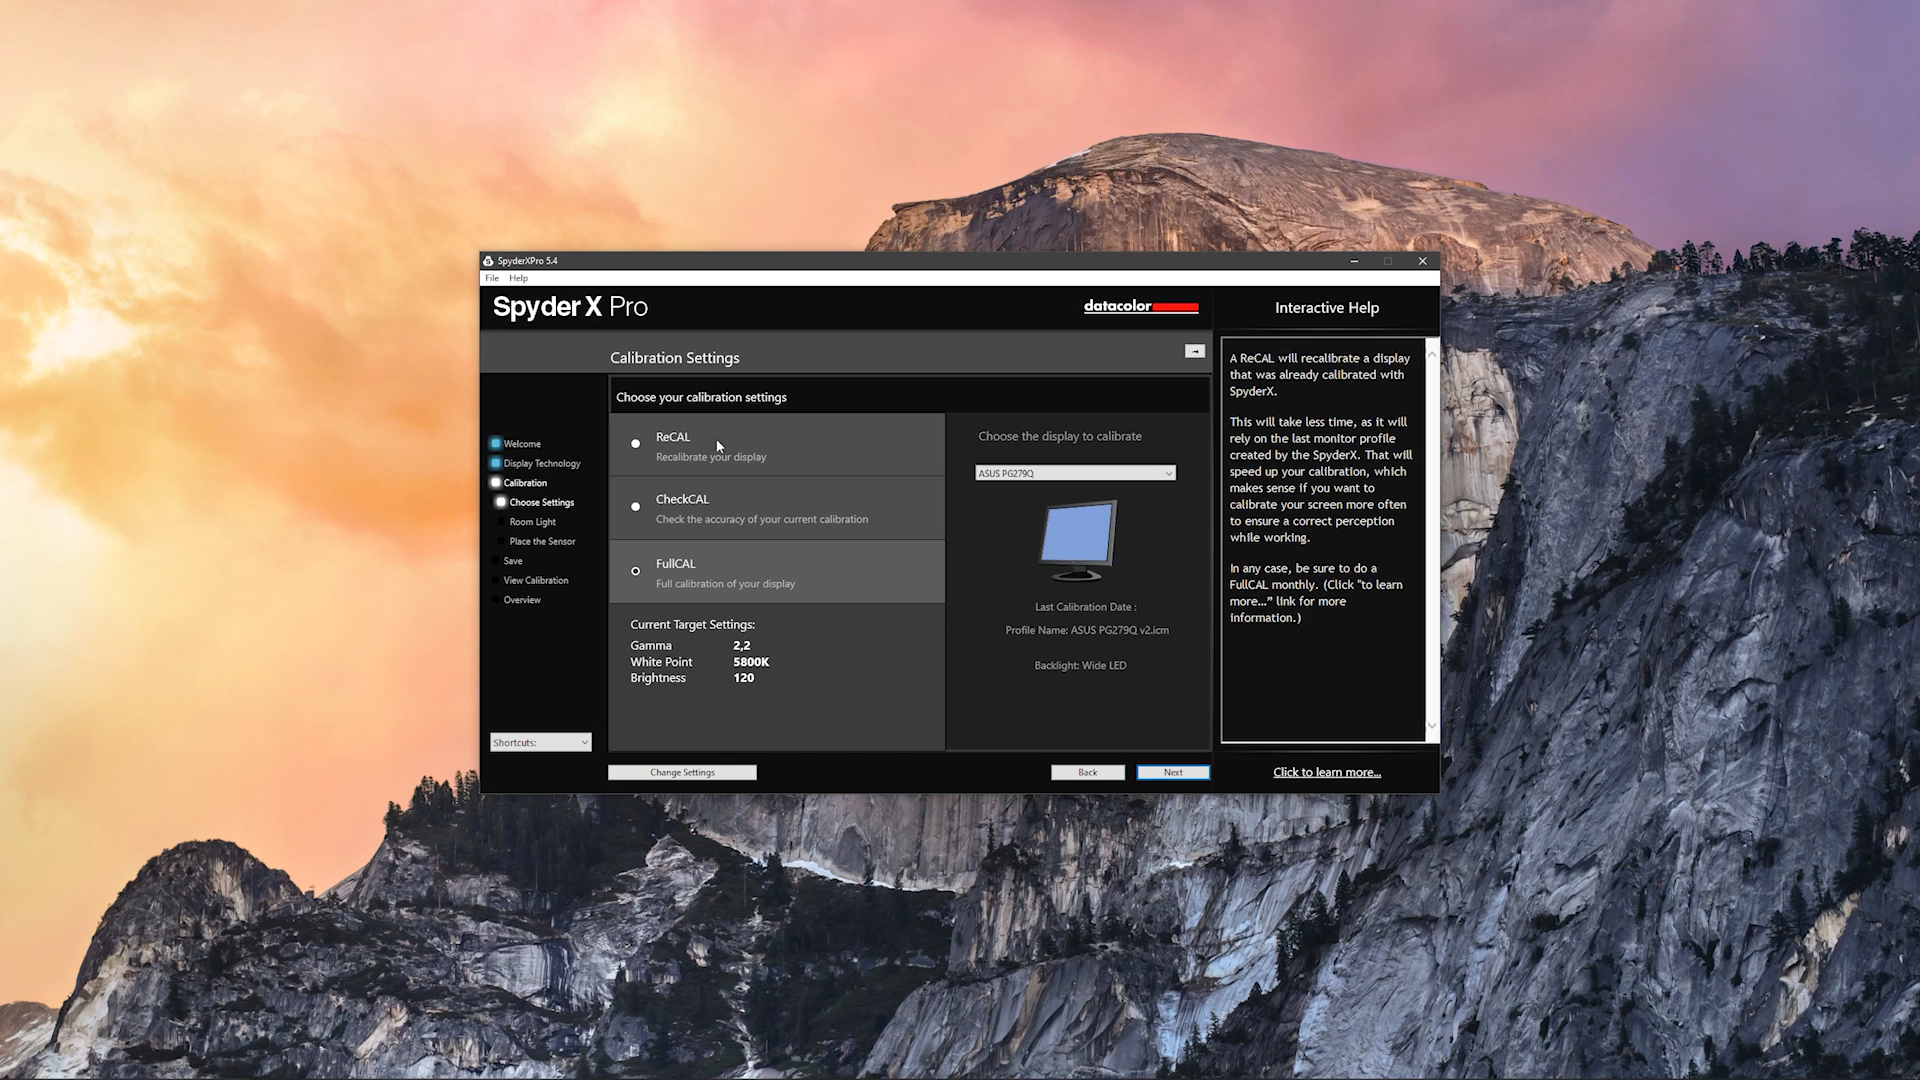 SpyderXPro 5.4
File Help
Spyder X Pro
datacolor
Interactive Help
Calibration Settings
Choose your calibration settings
Welcome
Display Technology
Calibration
Choose Settings
Room Light
Place the Sensor
Save
View Calibration
Overview
Shortcuts:
ReCAL
Recalibrate your display
CheckCAL
Check the accuracy of your current calibration
FullCAL
Full calibration of your display
Current Target Settings:
Gamma 2,2
White Point 5800K
Brightness 120
Choose the display to calibrate
ASUS PG279Q
Last Calibration Date :
Profile Name: ASUS PG279Q v2.icm
Backlight: Wide LED
A ReCAL will recalibrate a display
that was already calibrated with
SpyderX.
This will take less time, as it will
rely on the last monitor profile
created by the SpyderX. That will
speed up your calibration, which
makes sense if you want to
calibrate your screen more often
to ensure a correct perception
while working.
In any case, be sure to do a
FullCAL monthly. (Click "to learn
more..." link for more
information.)
Change Settings
Back
Next
Click to learn more...